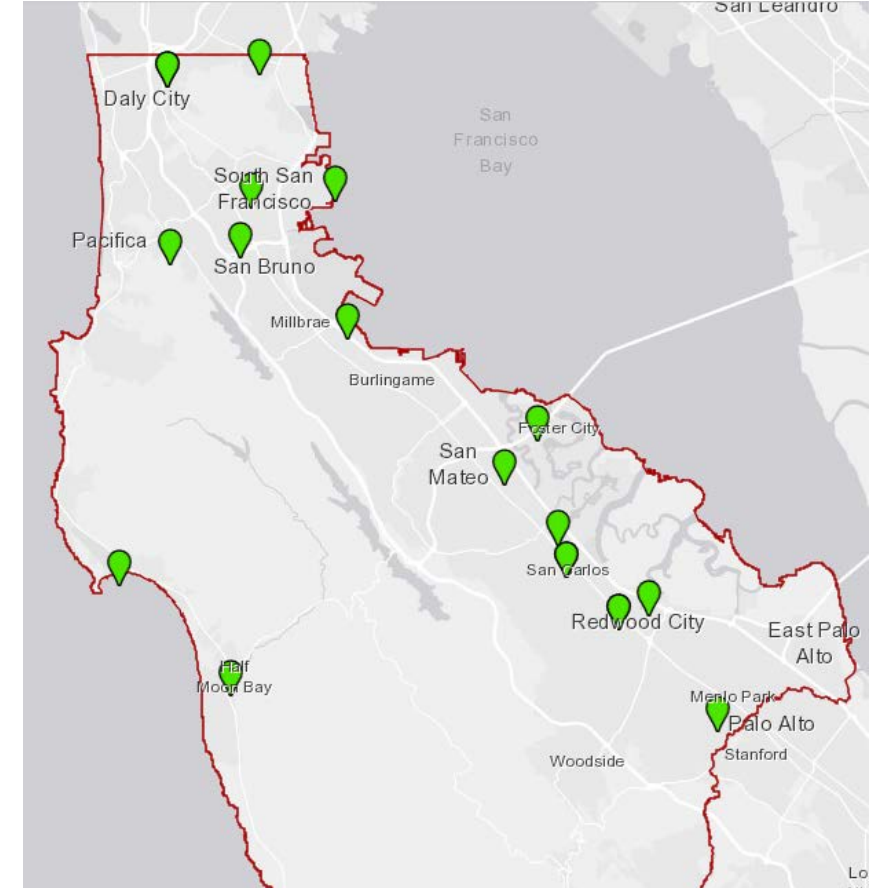 San Leandro
Daly City
San
Francisco
Bay
South San
Francisco
Pacifica
San Bruno
Millbrae
Burlingame
Foster City
San
Mateo
San Carlos
Redwood City
East Palo
Alto
Half
Moon Bay
Menlo Park
Palo Alto
Stanford
Woodside
Lo